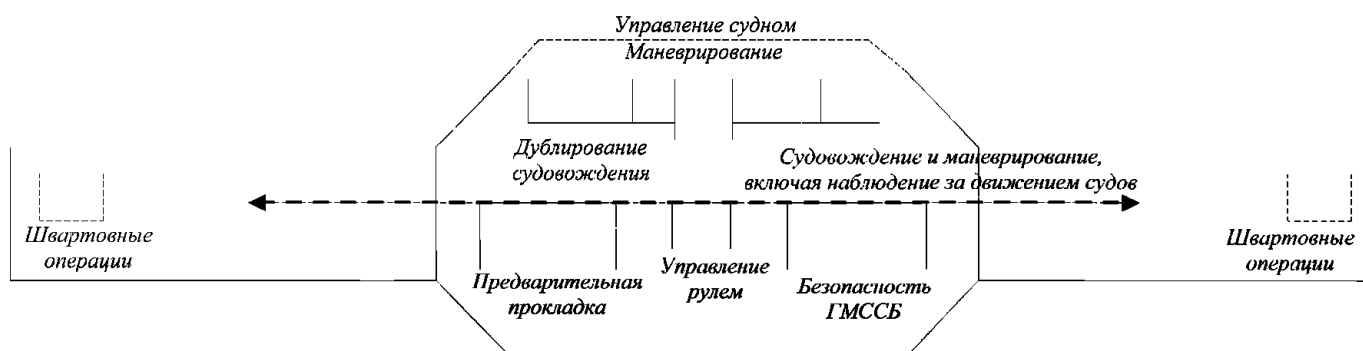 Управление судном
Маневрирование
Дублирование
судовождения
Судовождение и маневрирование,
включая наблюдение за движением судов
Швартовные
операции
Предварительная
прокладка
Управление
рулем
Безопасность
ГМССБ
Швартовные
операции